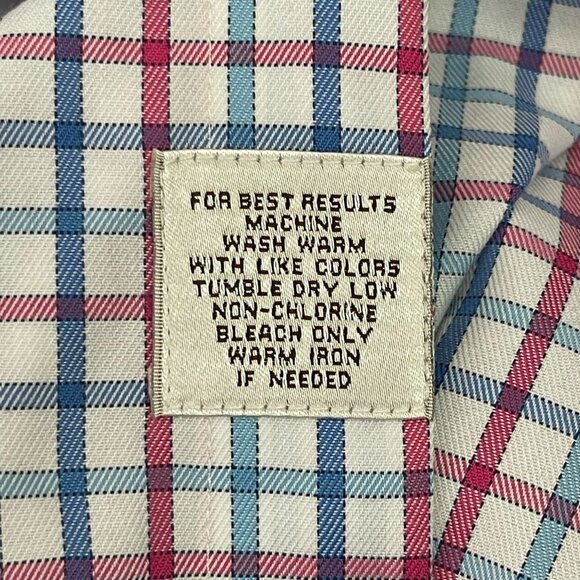 FOR BEST RESULTS
MACHINE
WASH WARM
WITH LIKE COLORS
TUMBLE DRY LOW
NON-CHLORINE
BLEACH ONLY
WARM IRON
IF NEEDED